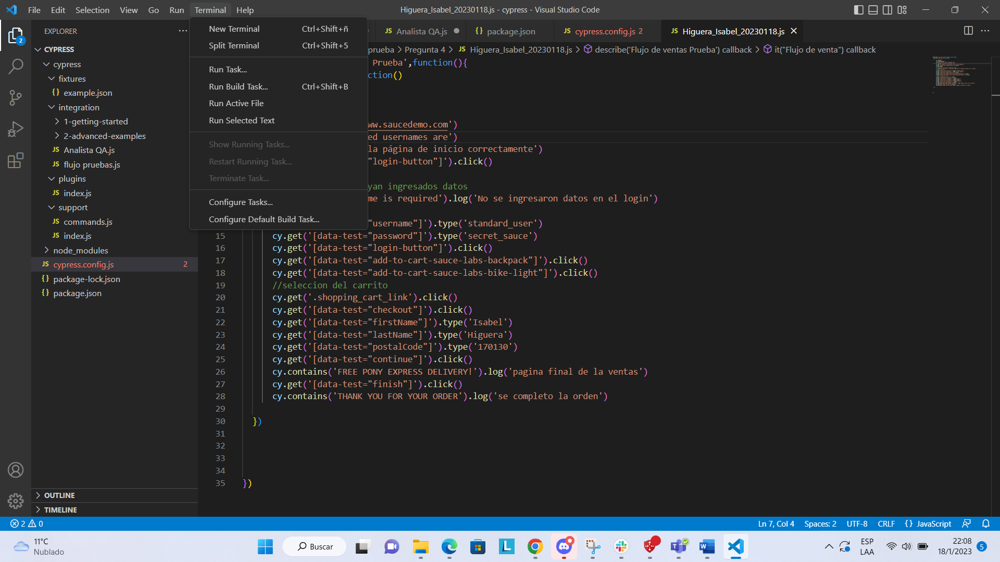 File Edit Selection View Go Run Terminal Help
Higuera_Isabel_20230118.js - cypress - Visual Studio Code
EXPLORER
CYPRESS
cypress
fixtures
{} example.json
integration
1-getting-started
2-advanced-examples
JS Analista QA.js
JS flujo pruebas.js
plugins
JS index.js
support
JS commands.js
JS index.js
node_modules
JS cypress.config.js 2
{} package-lock.json
{} package.json
OUTLINE
TIMELINE
2
New Terminal Ctrl+Shift+ñ
Split Terminal Ctrl+Shift+5
Run Task...
Run Build Task... Ctrl+Shift+B
Run Active File
Run Selected Text
Show Running Tasks...
Restart Running Task...
Terminate Task...
Configure Tasks...
Configure Default Build Task...
JS Analista QA.js {} package.json JS cypress.config.js 2 JS Higuera_Isabel_20230118.js
prueba > Pregunta 4 > JS Higuera_Isabel_20230118.js > describe('Flujo de ventas Prueba') callback > it("Flujo de venta") callback
Prueba',function(){
ction()
ww.saucedemo.com')
ed usernames are')
la página de inicio correctamente')
"login-button"]').click()
yan ingresados datos
me is required').log('No se ingresaron datos en el login')
"username"]').type('standard_user')
15 cy.get('[data-test="password"]').type('secret_sauce')
16 cy.get('[data-test="login-button"]').click()
17 cy.get('[data-test="add-to-cart-sauce-labs-backpack"]').click()
18 cy.get('[data-test="add-to-cart-sauce-labs-bike-light"]').click()
19 //seleccion del carrito
20 cy.get('.shopping_cart_link').click()
21 cy.get('[data-test="checkout"]').click()
22 cy.get('[data-test="firstName"]').type('Isabel')
23 cy.get('[data-test="lastName"]').type('Higuera')
24 cy.get('[data-test="postalCode"]').type('170130')
25 cy.get('[data-test="continue"]').click()
26 cy.contains('FREE PONY EXPRESS DELIVERY!').log('pagina final de la ventas')
27 cy.get('[data-test="finish"]').click()
28 cy.contains('THANK YOU FOR YOUR ORDER').log('se completo la orden')
29
30 })
31
32
33
34
35 })
2 0
Ln 7, Col 4 Spaces: 2 UTF-8 CRLF {} JavaScript
11°C
Nublado
Buscar
ESP
LAA
22:08
18/1/2023
5